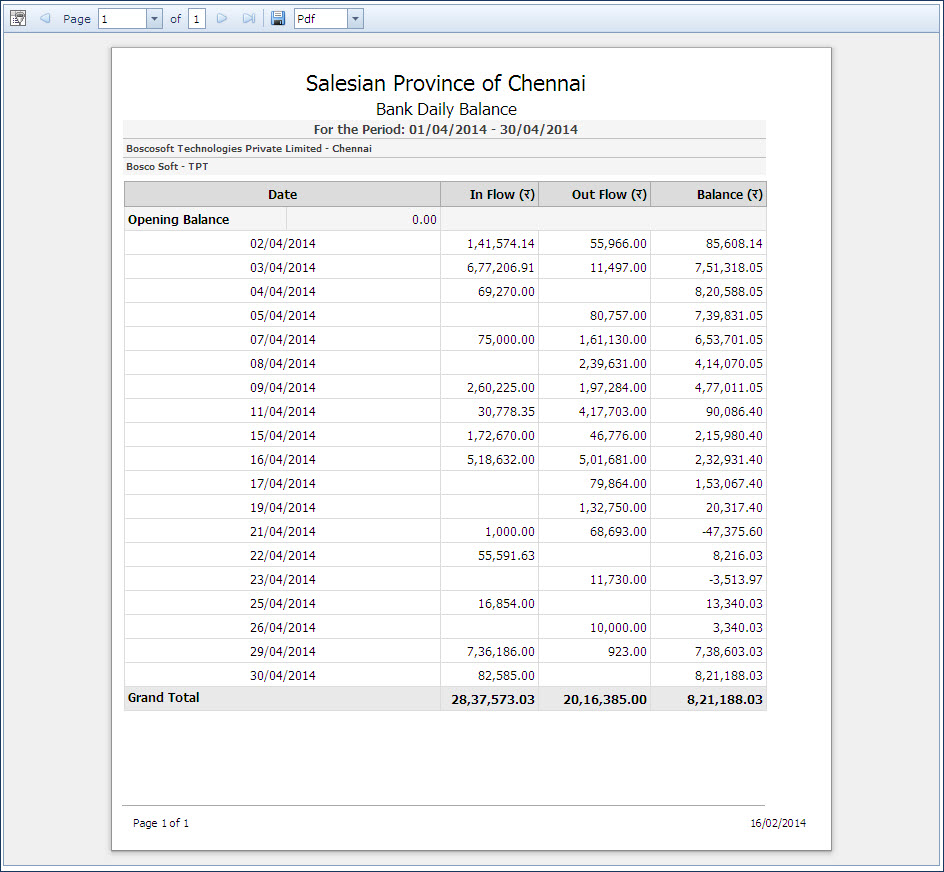 Page 1 of 1 Pdf
Salesian Province of Chennai
Bank Daily Balance
For the Period: 01/04/2014 - 30/04/2014
Boscosoft Technologies Private Limited - Chennai
Bosco Soft - TPT
Date In Flow (₹) Out Flow (₹) Balance (₹)
Opening Balance 0.00
02/04/2014 1,41,574.14 55,966.00 85,608.14
03/04/2014 6,77,206.91 11,497.00 7,51,318.05
04/04/2014 69,270.00 8,20,588.05
05/04/2014 80,757.00 7,39,831.05
07/04/2014 75,000.00 1,61,130.00 6,53,701.05
08/04/2014 2,39,631.00 4,14,070.05
09/04/2014 2,60,225.00 1,97,284.00 4,77,011.05
11/04/2014 30,778.35 4,17,703.00 90,086.40
15/04/2014 1,72,670.00 46,776.00 2,15,980.40
16/04/2014 5,18,632.00 5,01,681.00 2,32,931.40
17/04/2014 79,864.00 1,53,067.40
19/04/2014 1,32,750.00 20,317.40
21/04/2014 1,000.00 68,693.00 -47,375.60
22/04/2014 55,591.63 8,216.03
23/04/2014 11,730.00 -3,513.97
25/04/2014 16,854.00 13,340.03
26/04/2014 10,000.00 3,340.03
29/04/2014 7,36,186.00 923.00 7,38,603.03
30/04/2014 82,585.00 8,21,188.03
Grand Total 28,37,573.03 20,16,385.00 8,21,188.03
Page 1 of 1 16/02/2014